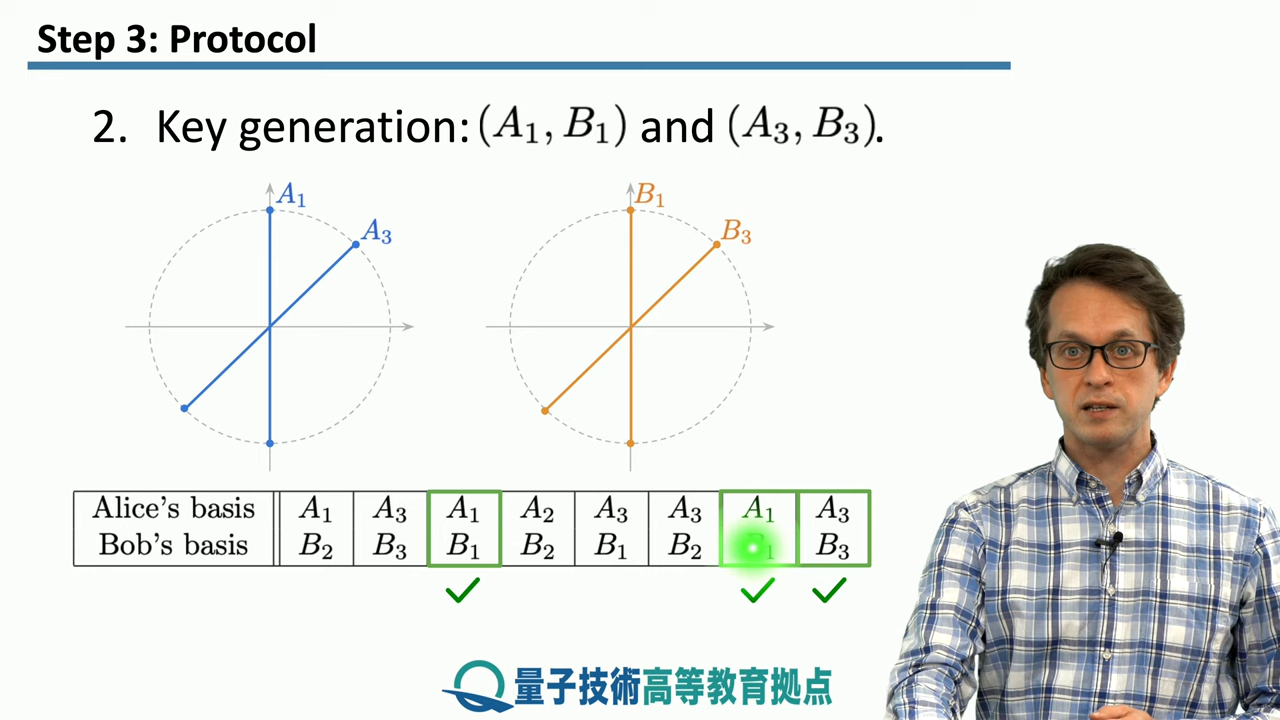 Step 3: Protocol
2. Key generation: (A₁, B₁) and (A₃, B₃).
A₁
A₃
B₁
B₃
Alice's basis A₁ A₃ A₁ A₂ A₃ A₃ A₁ A₃
Bob's basis B₂ B₃ B₁ B₂ B₁ B₂ B₁ B₃
量子技術高等教育拠点